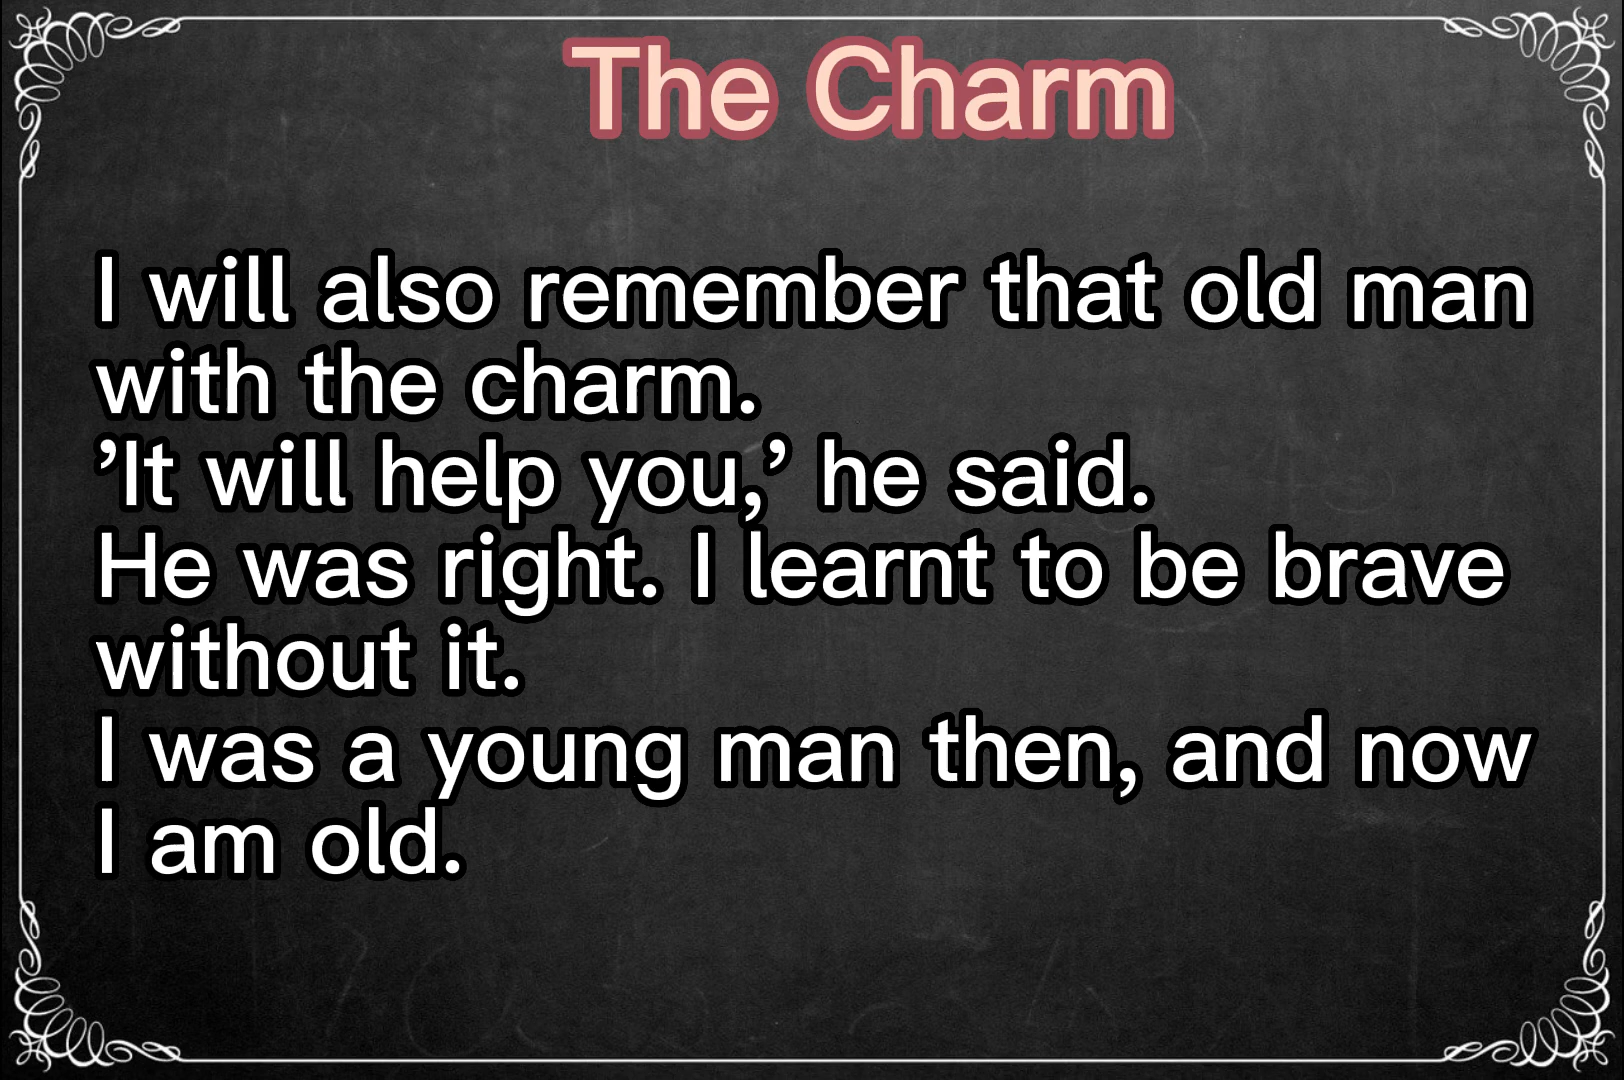 The Charm
I will also remember that old man
with the charm.
’It will help you,’ he said.
He was right. I learnt to be brave
without it.
I was a young man then, and now
I am old.